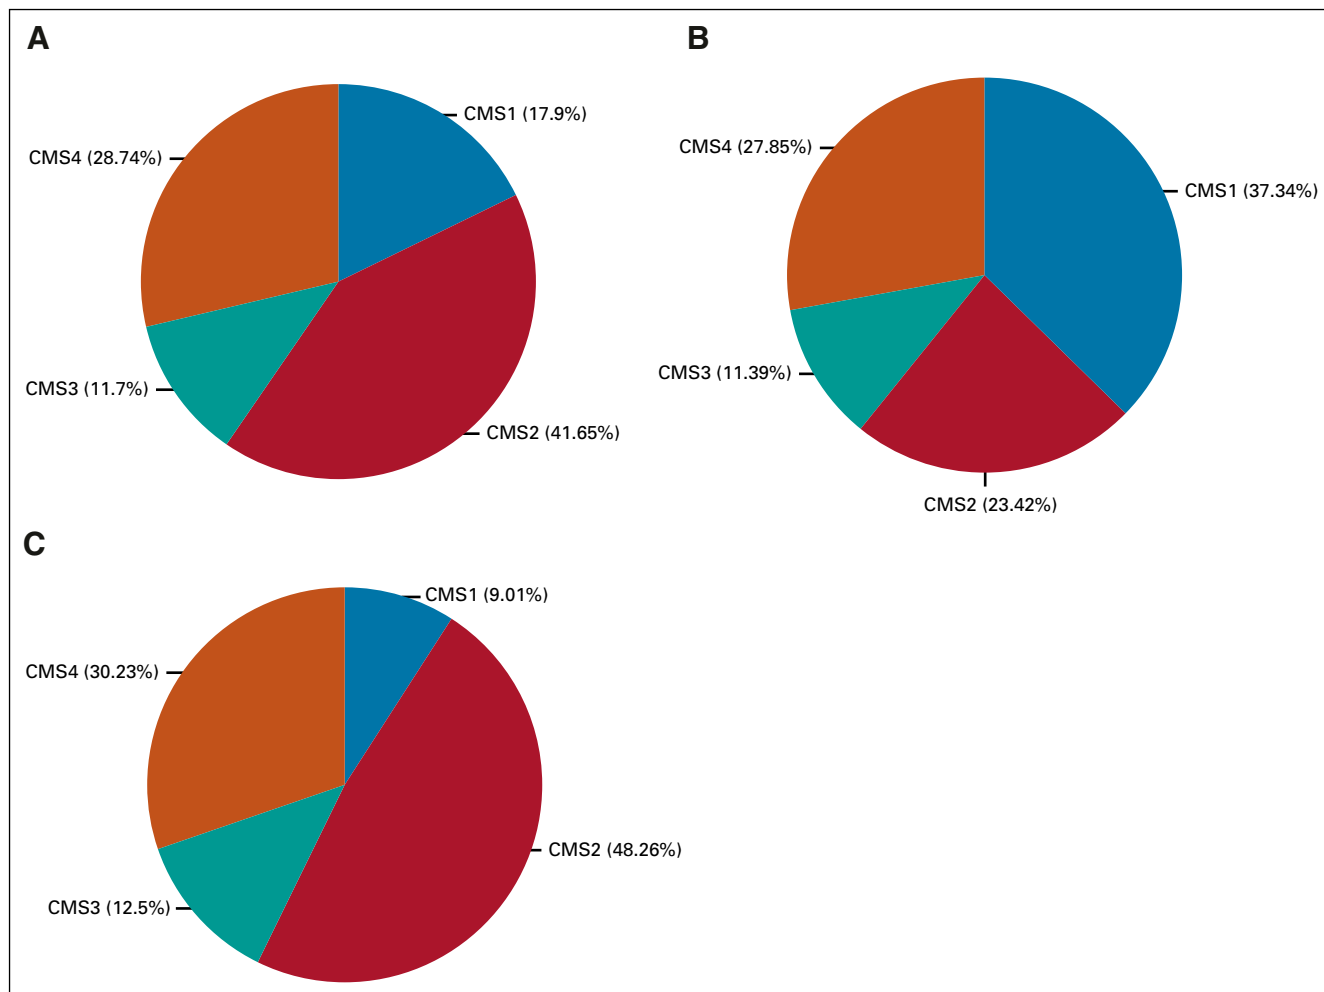 A
CMS1 (17.9%)
CMS4 (28.74%)
CMS3 (11.7%)
CMS2 (41.65%)
B
CMS4 (27.85%)
CMS1 (37.34%)
CMS3 (11.39%)
CMS2 (23.42%)
C
CMS1 (9.01%)
CMS4 (30.23%)
CMS2 (48.26%)
CMS3 (12.5%)